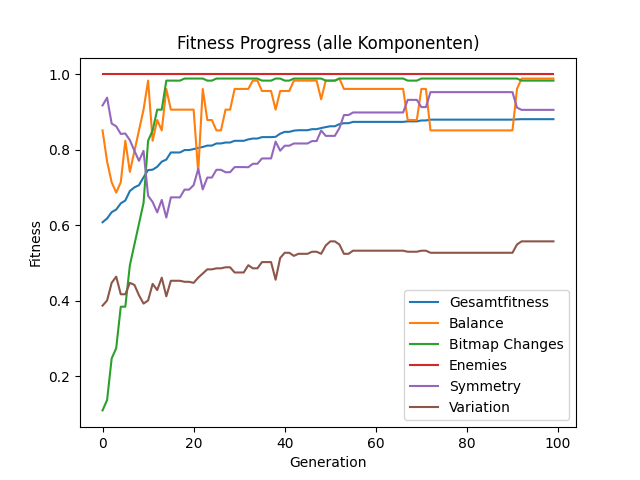 Fitness Progress (alle Komponenten)
1.0
0.8
0.6
0.4
0.2
Fitness
0
20
40
60
80
100
Generation
Gesamtfitness
Balance
Bitmap Changes
Enemies
Symmetry
Variation